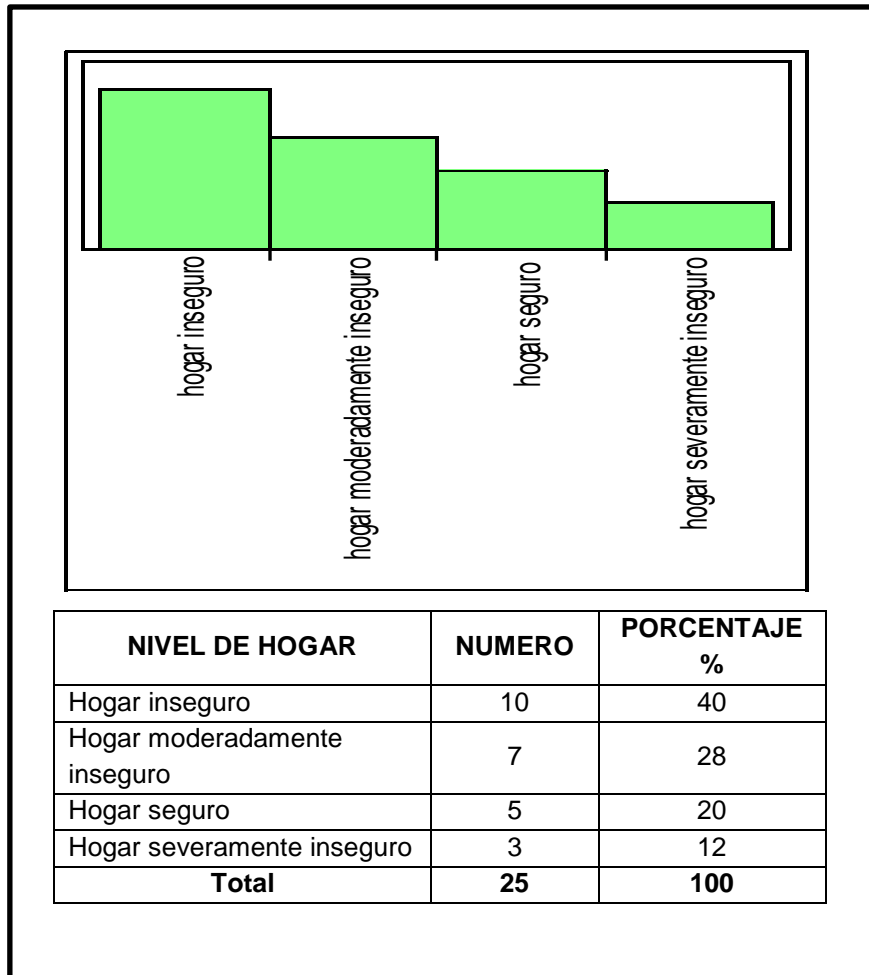 hogar inseguro
hogar moderadamente inseguro
hogar seguro
hogar severamente inseguro
NIVEL DE HOGAR NUMERO PORCENTAJE
%
Hogar inseguro 10 40
Hogar moderadamente
inseguro 7 28
Hogar seguro 5 20
Hogar severamente inseguro 3 12
Total 25 100